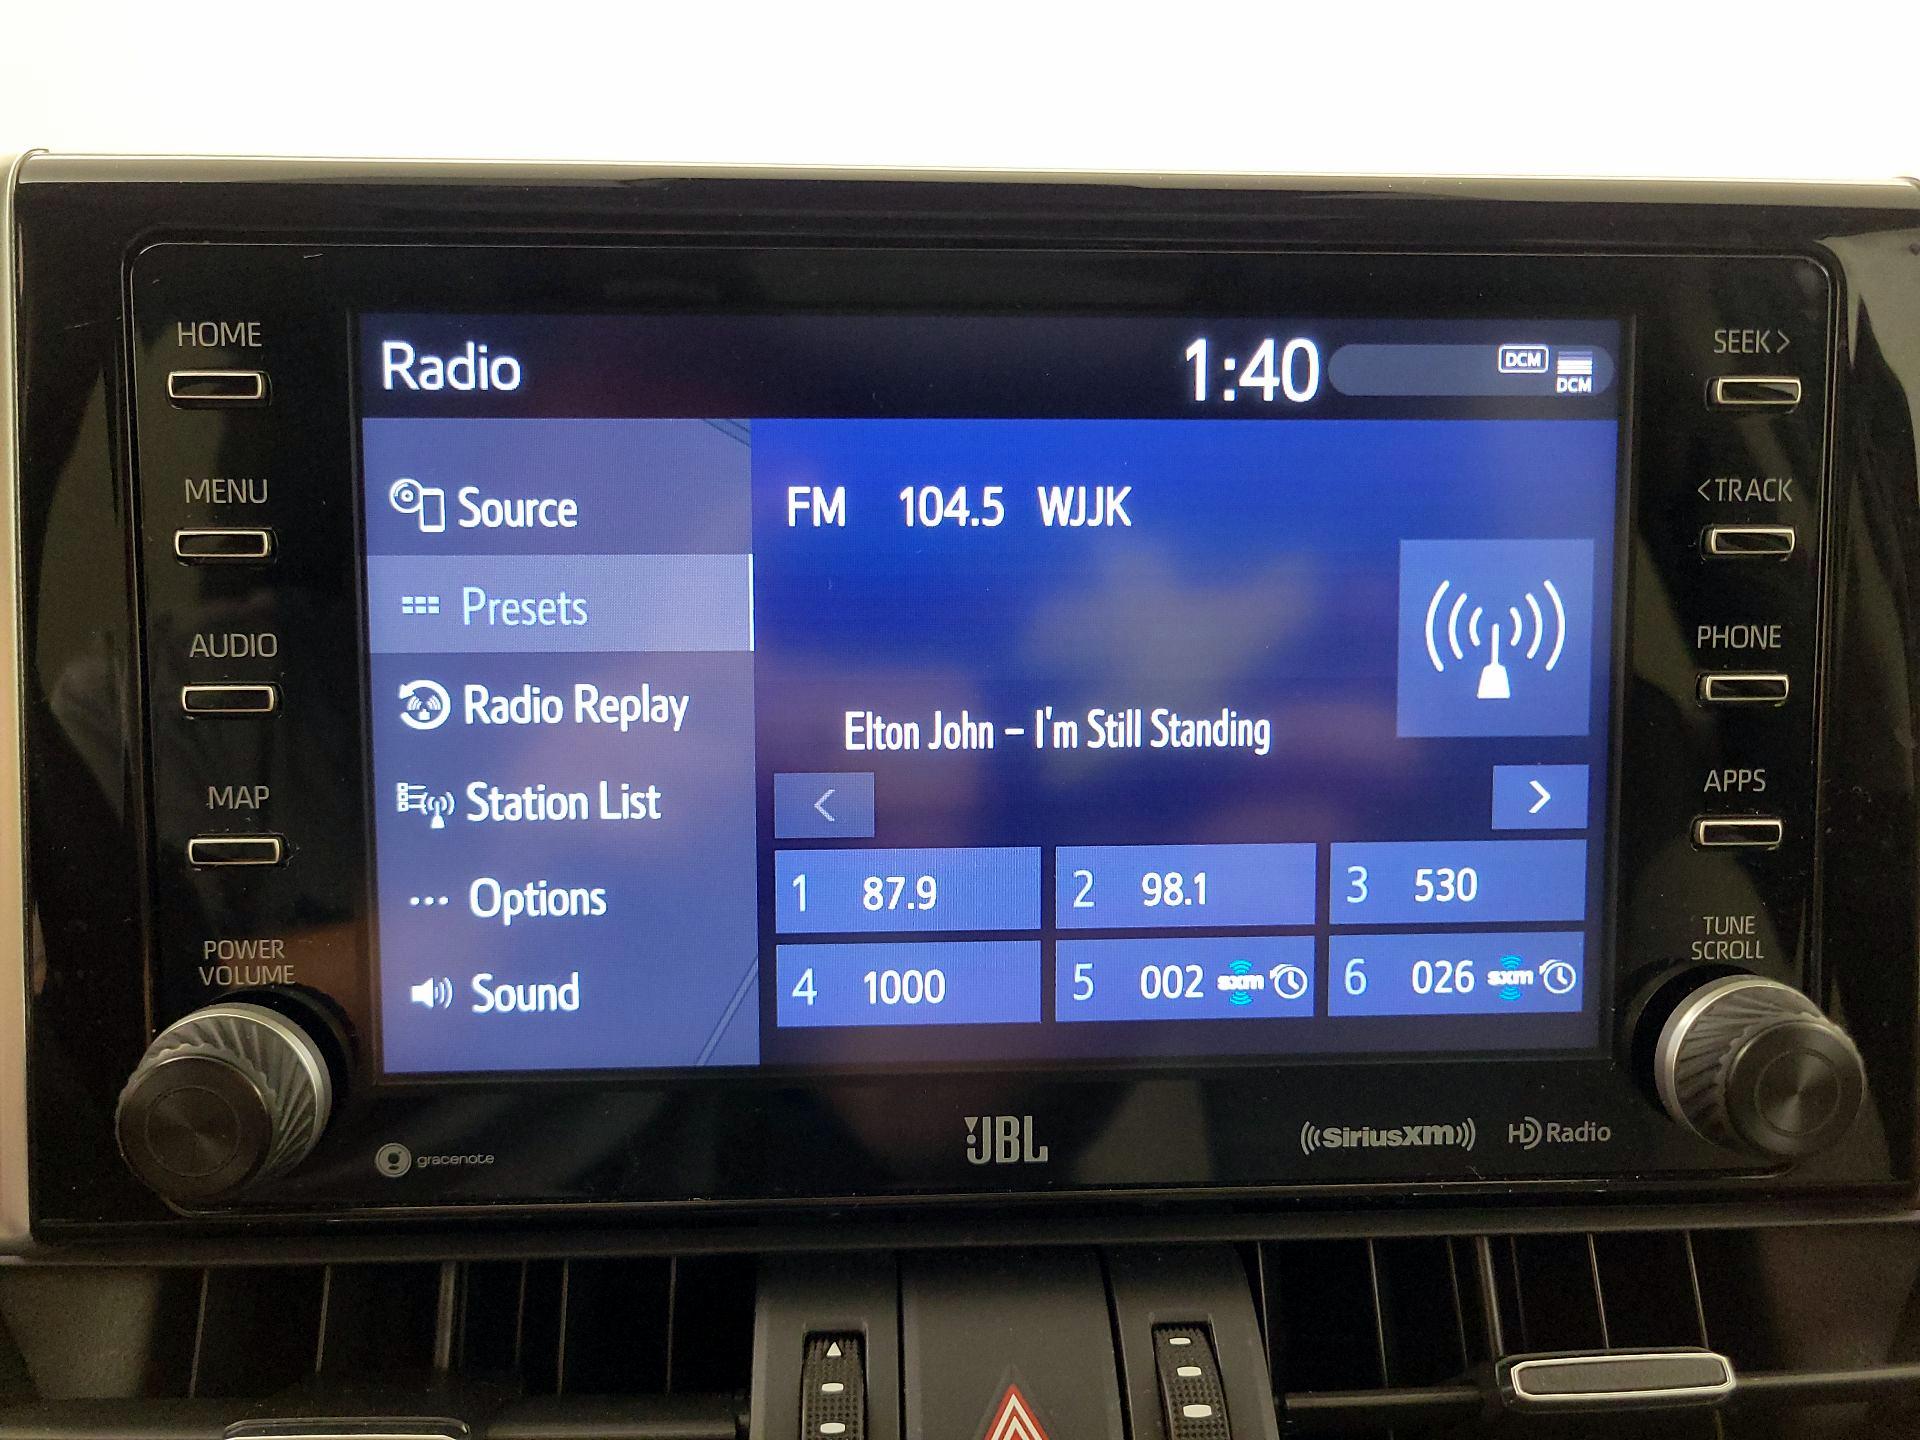 HOME
MENU
AUDIO
MAP
POWER
VOLUME
Radio
1:40
DCM
DCM
Source
Presets
Radio Replay
Station List
Options
Sound
FM 104.5 WJJK
Elton John – I'm Still Standing
<
>
1 87.9
2 98.1
3 530
4 1000
5 002 sxm
6 026 sxm
SEEK>
<TRACK
PHONE
APPS
TUNE
SCROLL
gracenote
JBL
((SiriusXM))
HD Radio